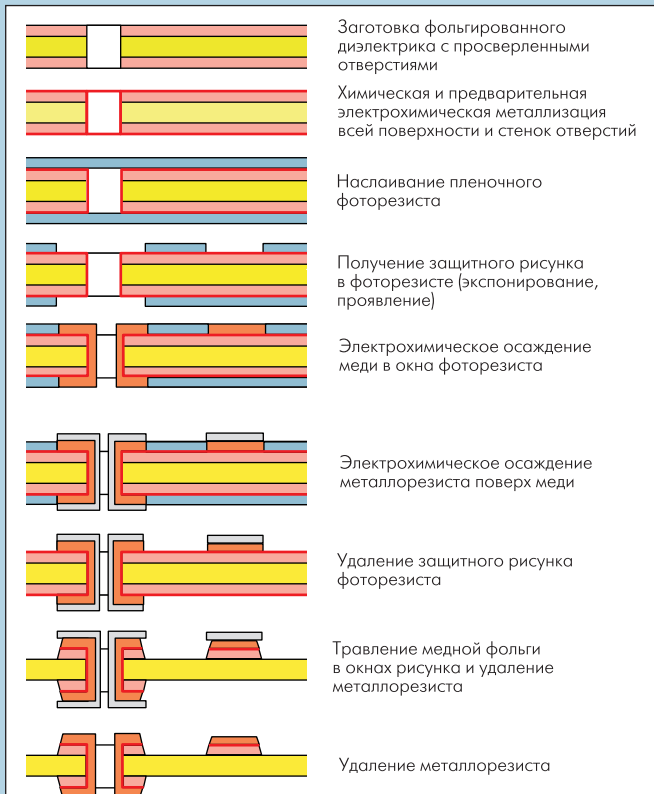 Заготовка фольгированного
диэлектрика с просверленными
отверстиями
Химическая и предварительная
электрохимическая металлизация
всей поверхности и стенок отверстий
Наслаивание пленочного
фоторезиста
Получение защитного рисунка
в фоторезисте (экспонирование,
проявление)
Электрохимическое осаждение
меди в окна фоторезиста
Электрохимическое осаждение
металлорезиста поверх меди
Удаление защитного рисунка
фоторезиста
Травление медной фольги
в окнах рисунка и удаление
металлорезиста
Удаление металлорезиста